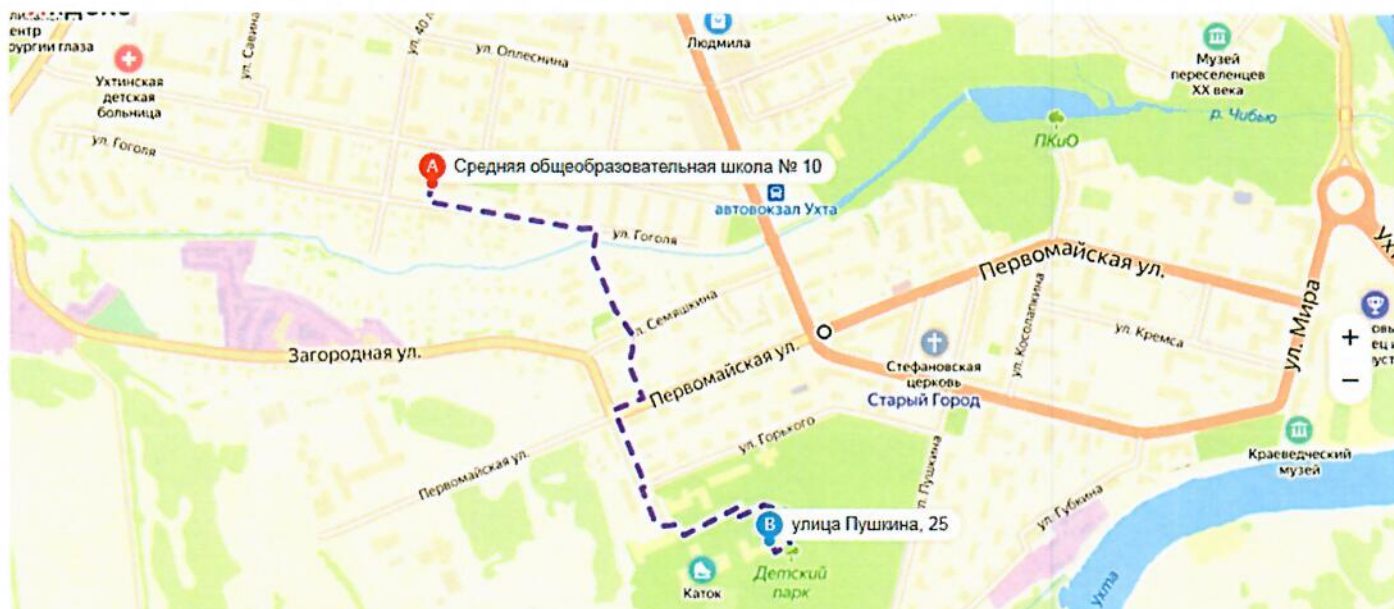 ентр
рургии глаза
Ухтинская
детская
больница
ул. Савина
ул. 40 л
ул. Оплеснина
Людмила
Музей
переселенцев
XX века
р. Чибью
ПКиО
ул. Гоголя
A
Средняя общеобразовательная школа № 10
автовокзал Ухта
ул. Гоголя
Первомайская ул.
ул. Мира
ул. Косолапкина
ул. Кремса
л. Семяшкина
Загородная ул.
Первомайская ул.
Стефановская
церковь
Старый Город
+
−
ул. Горького
Первомайская ул.
ул. Пушкина
ул. Губкина
Краеведческий
музей
B
улица Пушкина, 25
Детский
парк
Каток
Ухта